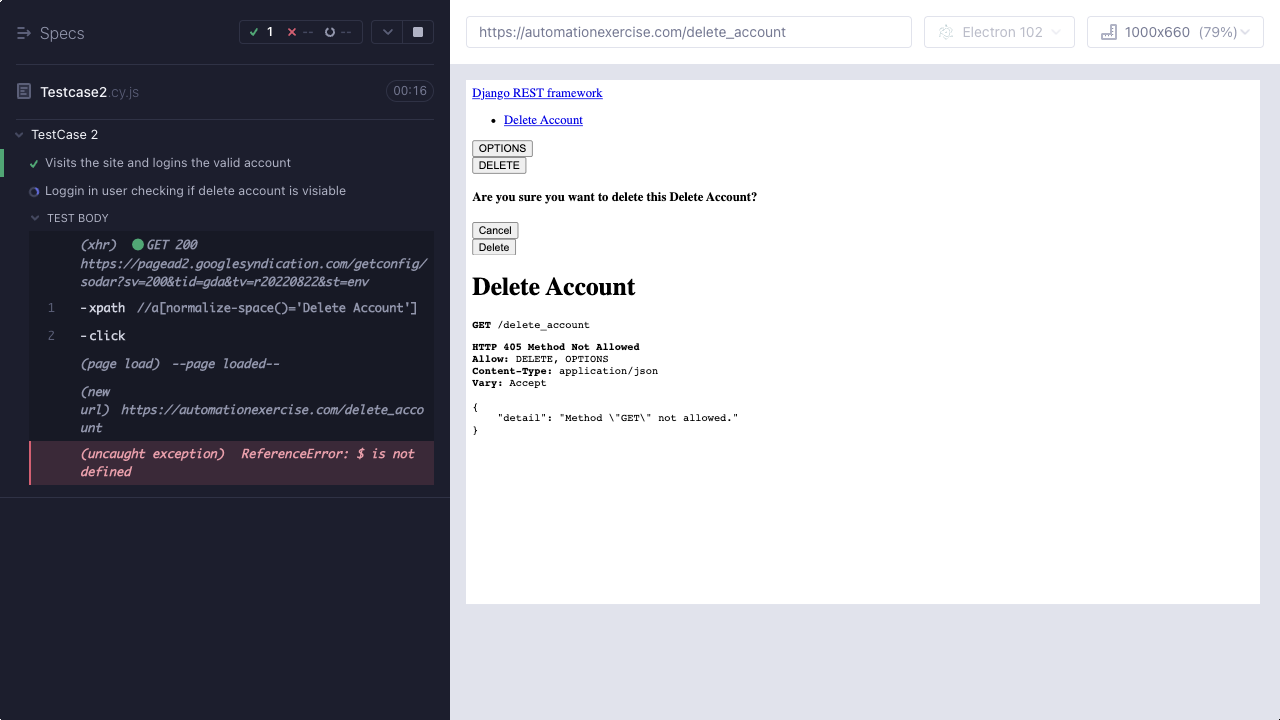 Specs
1 -- --
Testcase2.cy.js 00:16
TestCase 2
Visits the site and logins the valid account
Loggin in user checking if delete account is visiable
TEST BODY
(xhr) GET 200
https://pagead2.googlesyndication.com/getconfig/
sodar?sv=200&tid=gda&tv=r20220822&st=env
1 -xpath //a[normalize-space()='Delete Account']
2 -click
(page load) --page loaded--
(new
url) https://automationexercise.com/delete_acco
unt
(uncaught exception) ReferenceError: $ is not
defined
https://automationexercise.com/delete_account
Electron 102
1000x660 (79%)
Django REST framework
• Delete Account
OPTIONS
DELETE
Are you sure you want to delete this Delete Account?
Cancel
Delete
Delete Account
GET /delete_account
HTTP 405 Method Not Allowed
Allow: DELETE, OPTIONS
Content-Type: application/json
Vary: Accept
{
"detail": "Method \"GET\" not allowed."
}